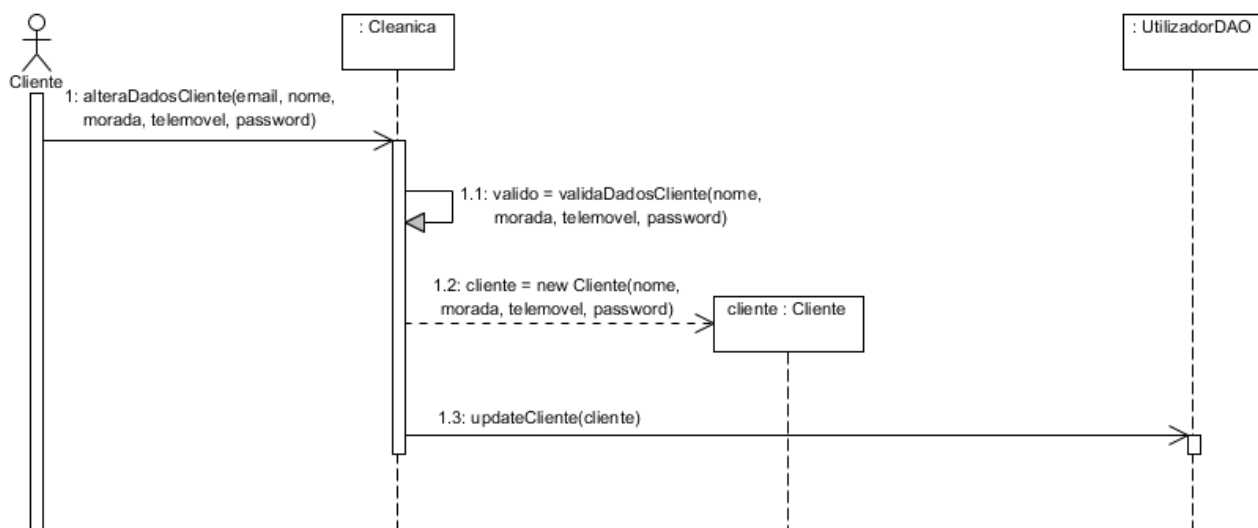 : Cleanica
: UtilizadorDAO
Cliente
1: alteraDadosCliente(email, nome,
morada, telemovel, password)
1.1: valido = validaDadosCliente(nome,
morada, telemovel, password)
1.2: cliente = new Cliente(nome,
morada, telemovel, password)
cliente : Cliente
1.3: updateCliente(cliente)